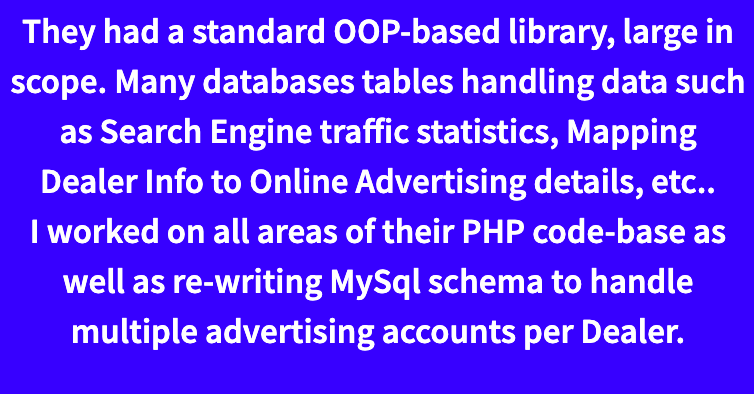 They had a standard OOP-based library, large in
scope. Many databases tables handling data such
as Search Engine traffic statistics, Mapping
Dealer Info to Online Advertising details, etc..
I worked on all areas of their PHP code-base as
well as re-writing MySql schema to handle
multiple advertising accounts per Dealer.